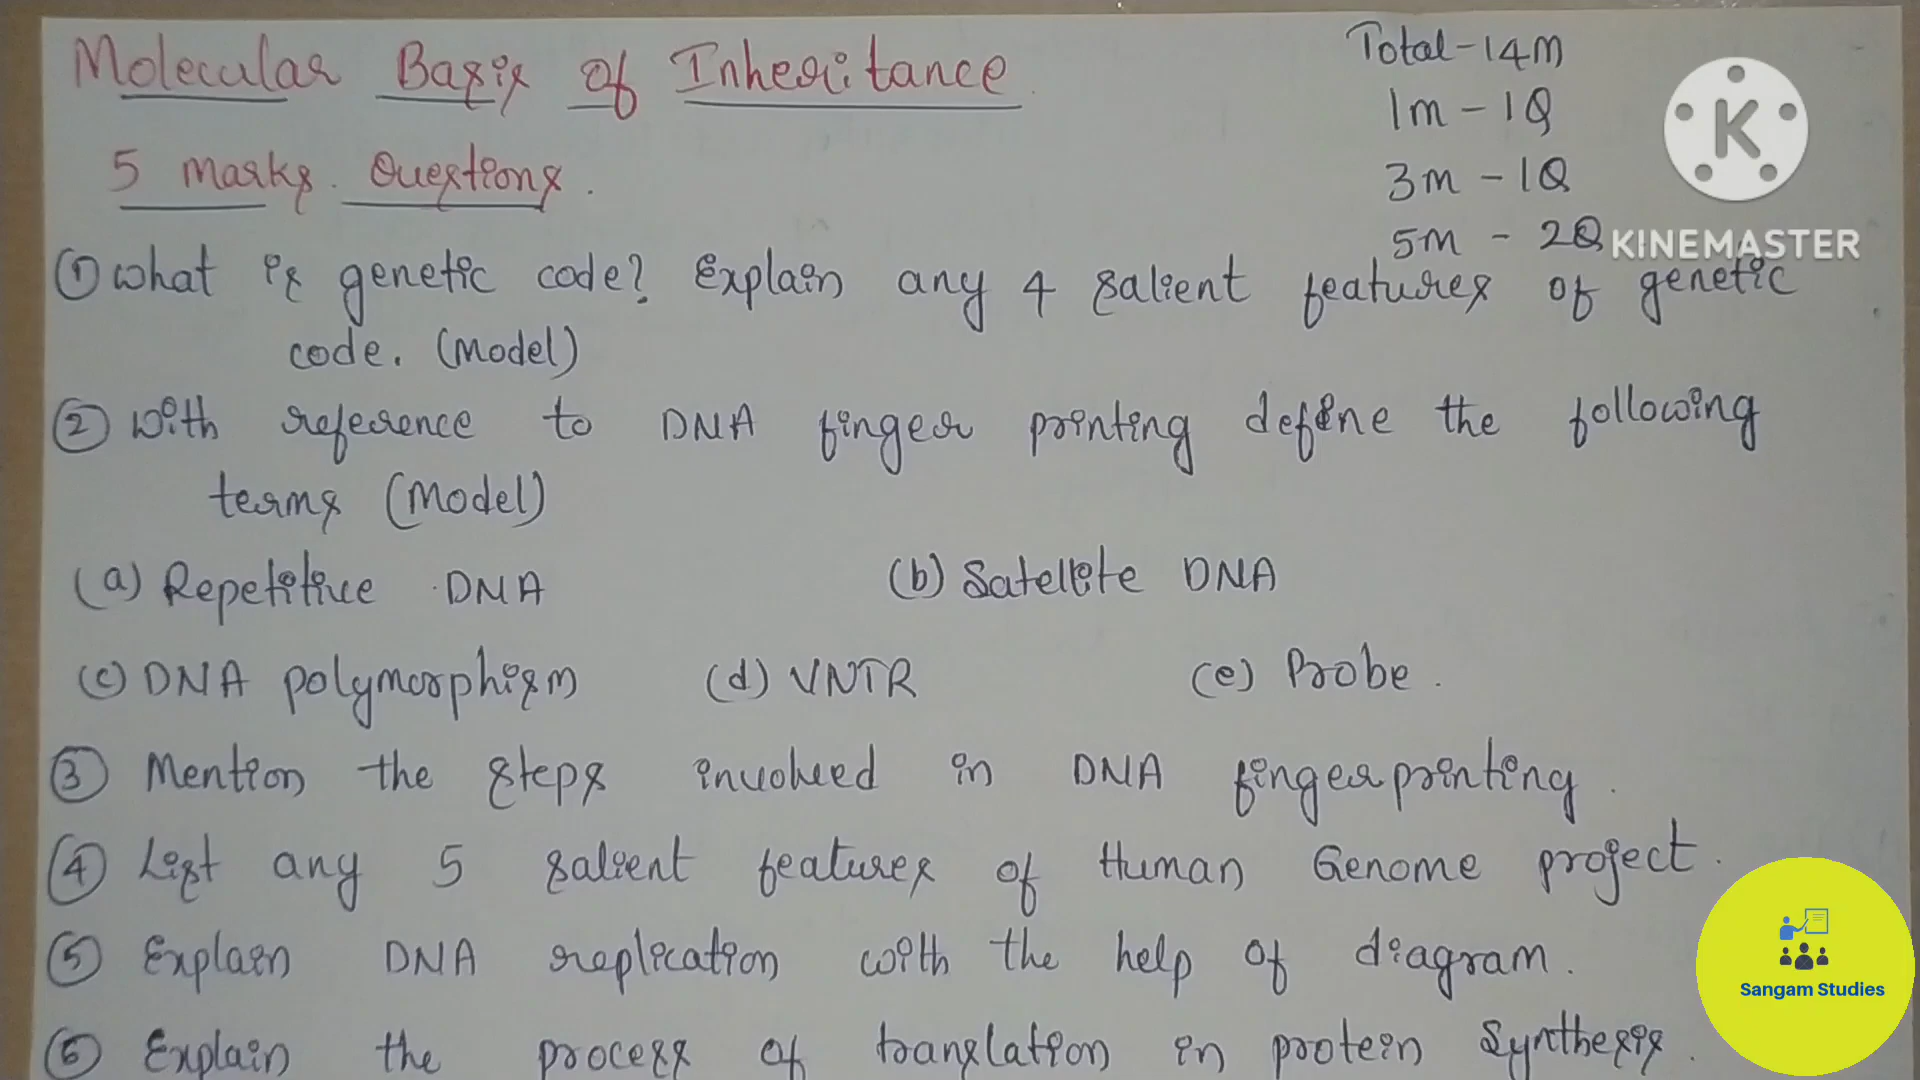 Molecular Basis of Inheritance
Total - 14M
1m - 1Q
3m - 1Q
5m - 2Q
K
KINEMASTER
5 marks Questions.
① What is genetic code? Explain any 4 salient features of genetic
code. (Model)
② With reference to DNA finger printing define the following
terms (Model)
(a) Repetitive DNA (b) Satellite DNA
(c) DNA polymorphism (d) VNTR (e) Probe.
③ Mention the steps involved in DNA fingerprinting.
④ List any 5 salient features of Human Genome project.
⑤ Explain DNA replication with the help of diagram.
⑥ Explain the process of translation in protein synthesis.
Sangam Studies